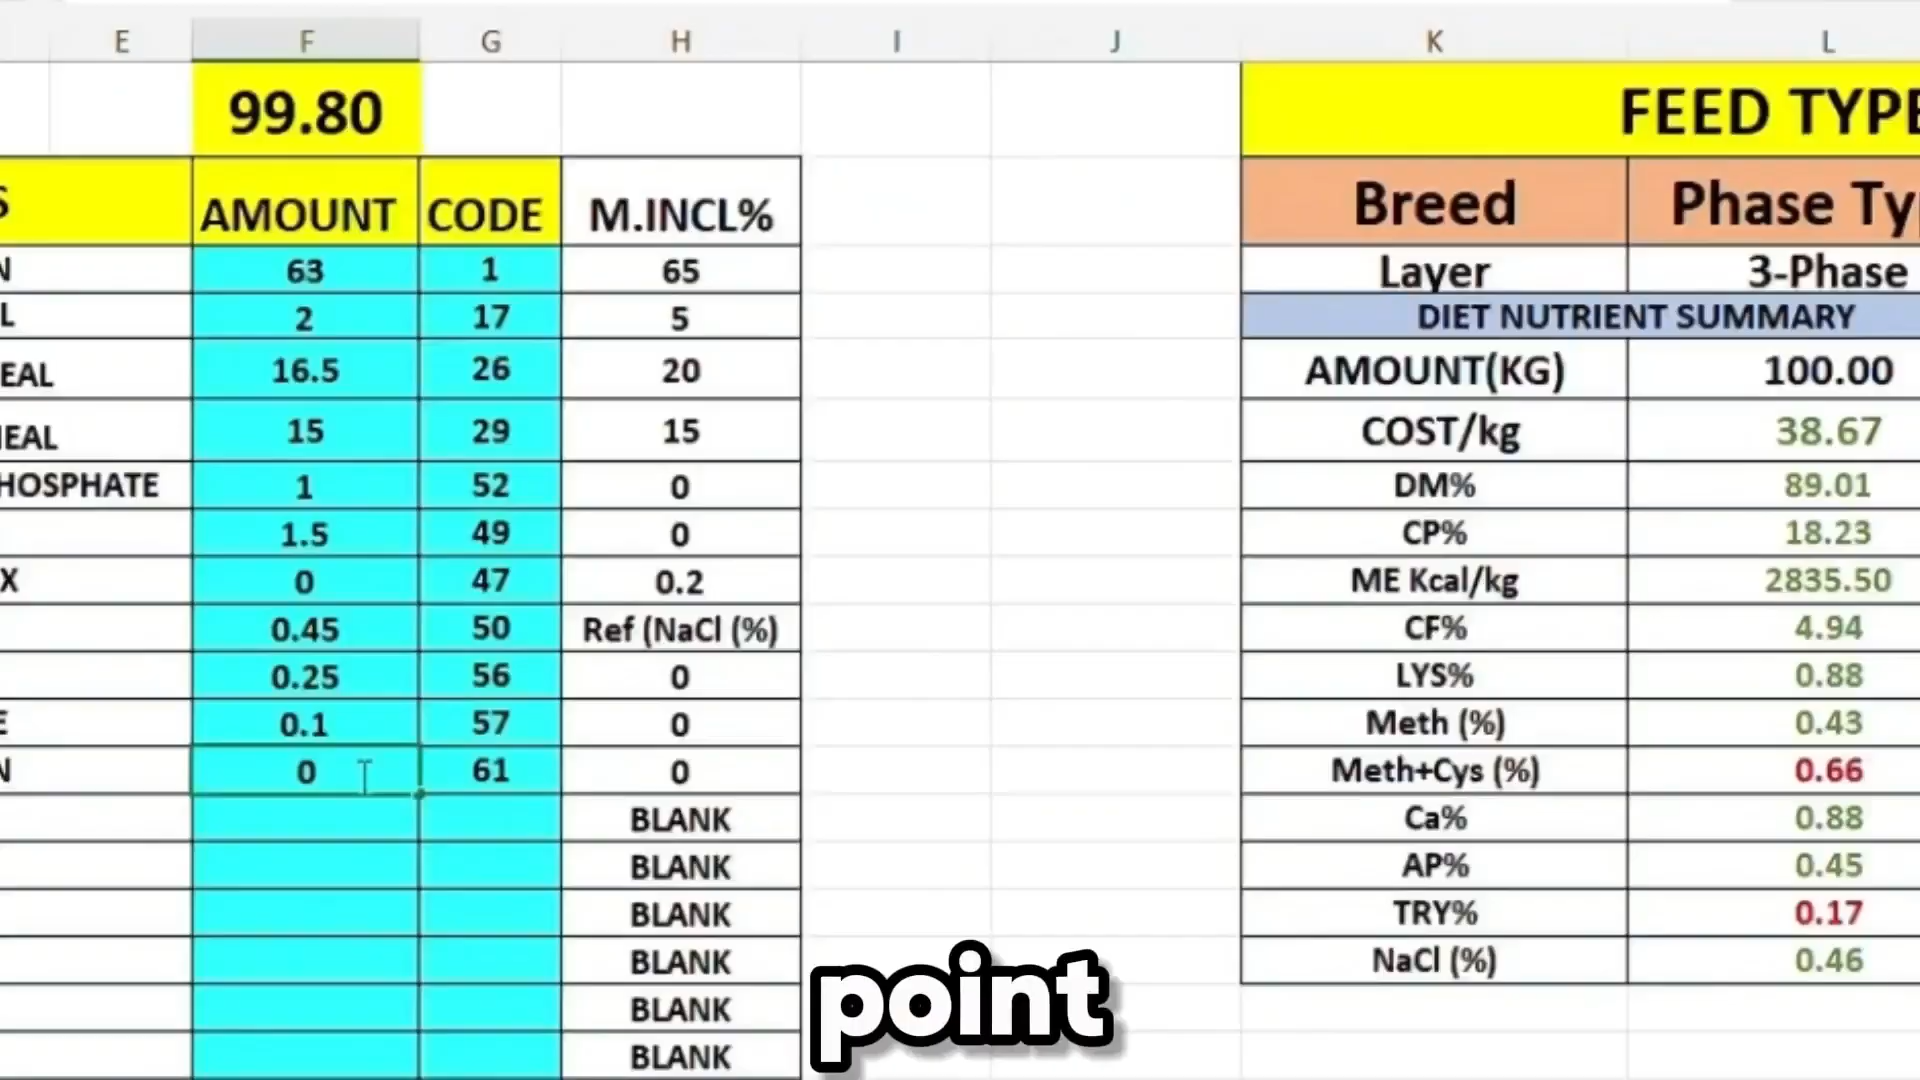 E F G H I J K L
99.80 FEED TYPE
S AMOUNT CODE M.INCL% Breed Phase Ty
N 63 1 65 Layer 3-Phase
L 2 17 5 DIET NUTRIENT SUMMARY
EAL 16.5 26 20 AMOUNT(KG) 100.00
EAL 15 29 15 COST/kg 38.67
HOSPHATE 1 52 0 DM% 89.01
1.5 49 0 CP% 18.23
X 0 47 0.2 ME Kcal/kg 2835.50
0.45 50 Ref (NaCl (%) CF% 4.94
0.25 56 0 LYS% 0.88
E 0.1 57 0 Meth (%) 0.43
N 0 61 0 Meth+Cys (%) 0.66
BLANK Ca% 0.88
BLANK AP% 0.45
BLANK TRY% 0.17
BLANK NaCl (%) 0.46
BLANK
BLANK
point